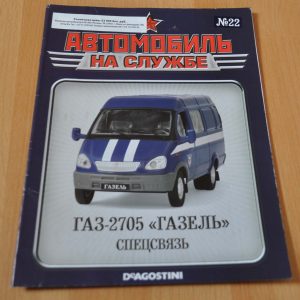 №22
АВТОМОБИЛЬ
НА СЛУЖБЕ
ГАЗЕЛЬ
ГАЗ-2705 «ГАЗЕЛЬ»
СПЕЦСВЯЗЬ
DEAGOSTINI